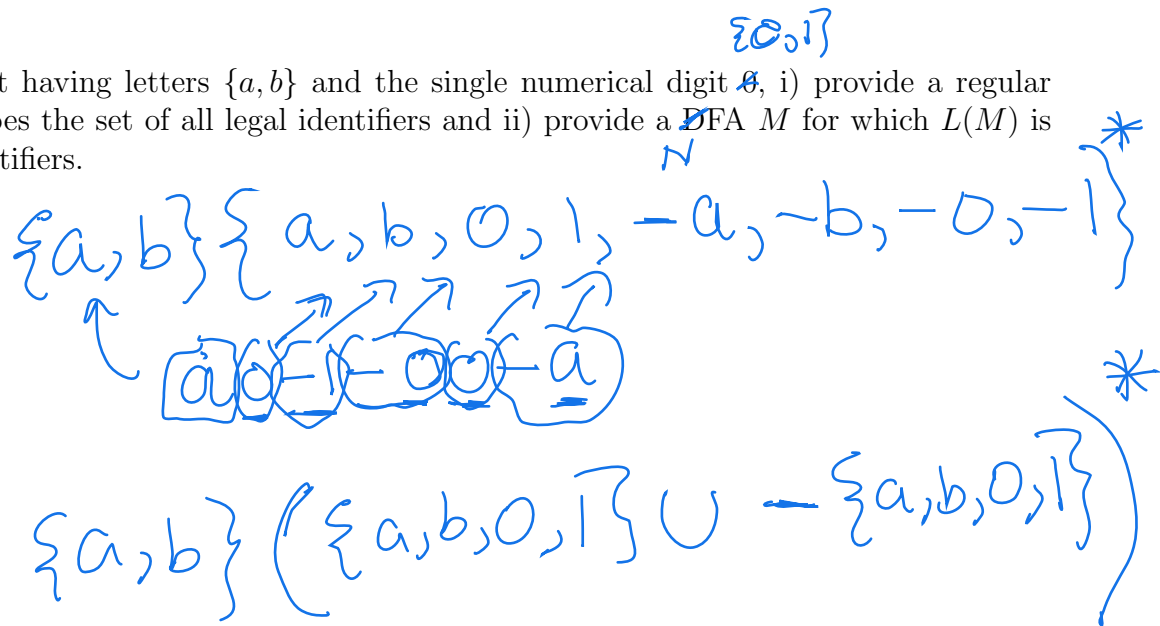 {0,1}
t having letters {a, b} and the single numerical digit 0, i) provide a regular
es the set of all legal identifiers and ii) provide a DFA M for which L(M) is
N
tifiers.
*
{a, b} { a, b, 0, 1, -a, -b, -0, -1}
a0-1-00-a
*
{a, b} ( {a, b, 0, 1} ∪ -{a, b, 0, 1} )